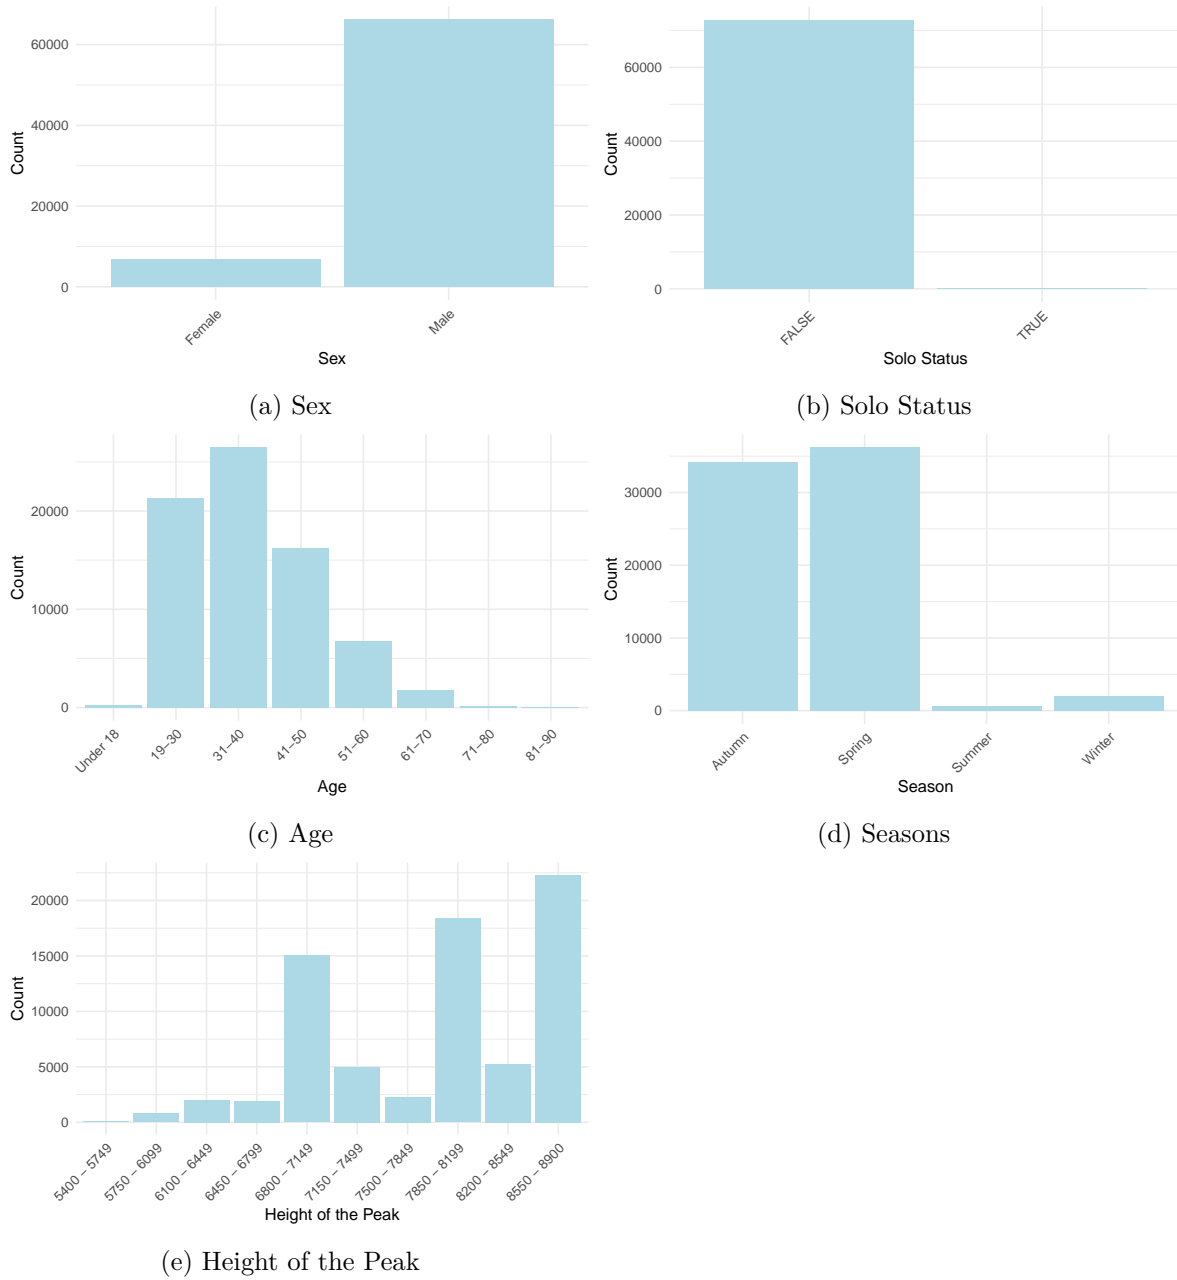 60000
40000
20000
0
Count
Female
Male
Sex
(a) Sex
60000
40000
20000
0
Count
FALSE
TRUE
Solo Status
(b) Solo Status
20000
10000
0
Count
Under 18
19–30
31–40
41–50
51–60
61–70
71–80
81–90
Age
(c) Age
30000
20000
10000
0
Count
Autumn
Spring
Summer
Winter
Season
(d) Seasons
20000
15000
10000
5000
0
Count
5400 – 5749
5750 – 6099
6100 – 6449
6450 – 6799
6800 – 7149
7150 – 7499
7500 – 7849
7850 – 8199
8200 – 8549
8550 – 8900
Height of the Peak
(e) Height of the Peak